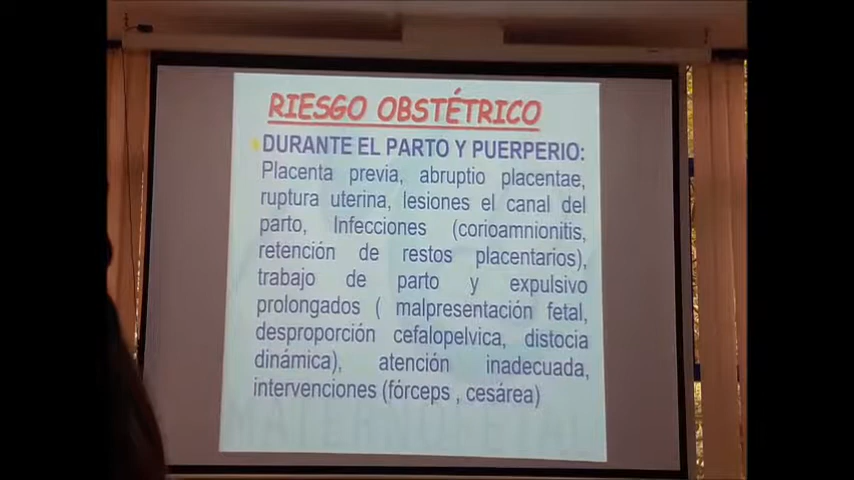 RIESGO OBSTÉTRICO
DURANTE EL PARTO Y PUERPERIO:
Placenta previa, abruptio placentae,
ruptura uterina, lesiones el canal del
parto, Infecciones (corioamnionitis,
retención de restos placentarios),
trabajo de parto y expulsivo
prolongados ( malpresentación fetal,
desproporción cefalopelvica, distocia
dinámica), atención inadecuada,
intervenciones (fórceps , cesárea)
MATERNO FETAL